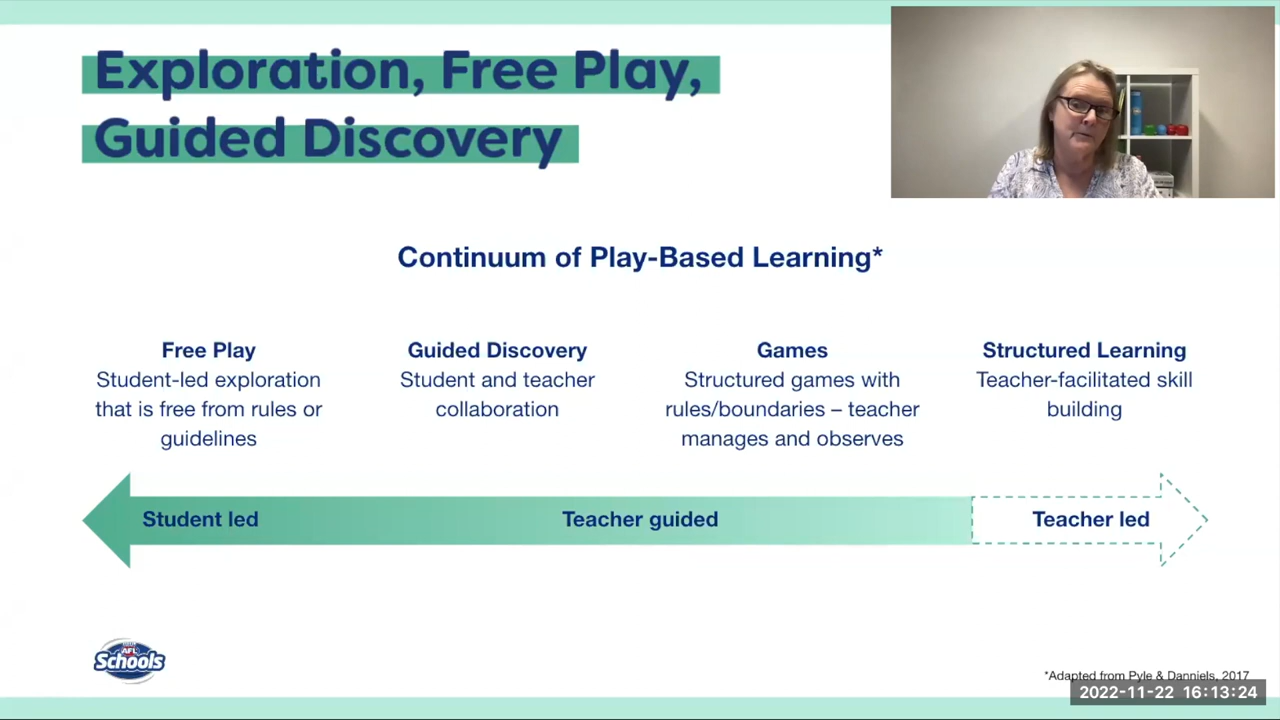 Exploration, Free Play,
Guided Discovery
Continuum of Play-Based Learning*
Free Play
Student-led exploration
that is free from rules or
guidelines
Guided Discovery
Student and teacher
collaboration
Games
Structured games with
rules/boundaries – teacher
manages and observes
Structured Learning
Teacher-facilitated skill
building
Student led
Teacher guided
Teacher led
AFL
Schools
*Adapted from Pyle & Danniels, 2017
2022-11-22 16:13:24